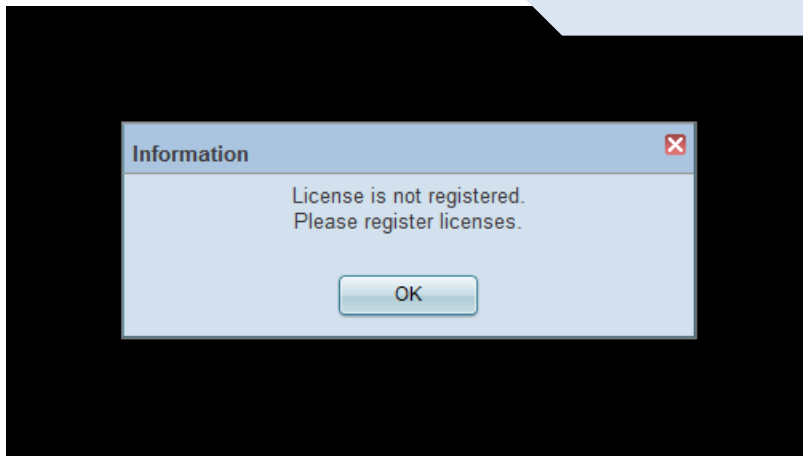 Information
License is not registered.
Please register licenses.
OK